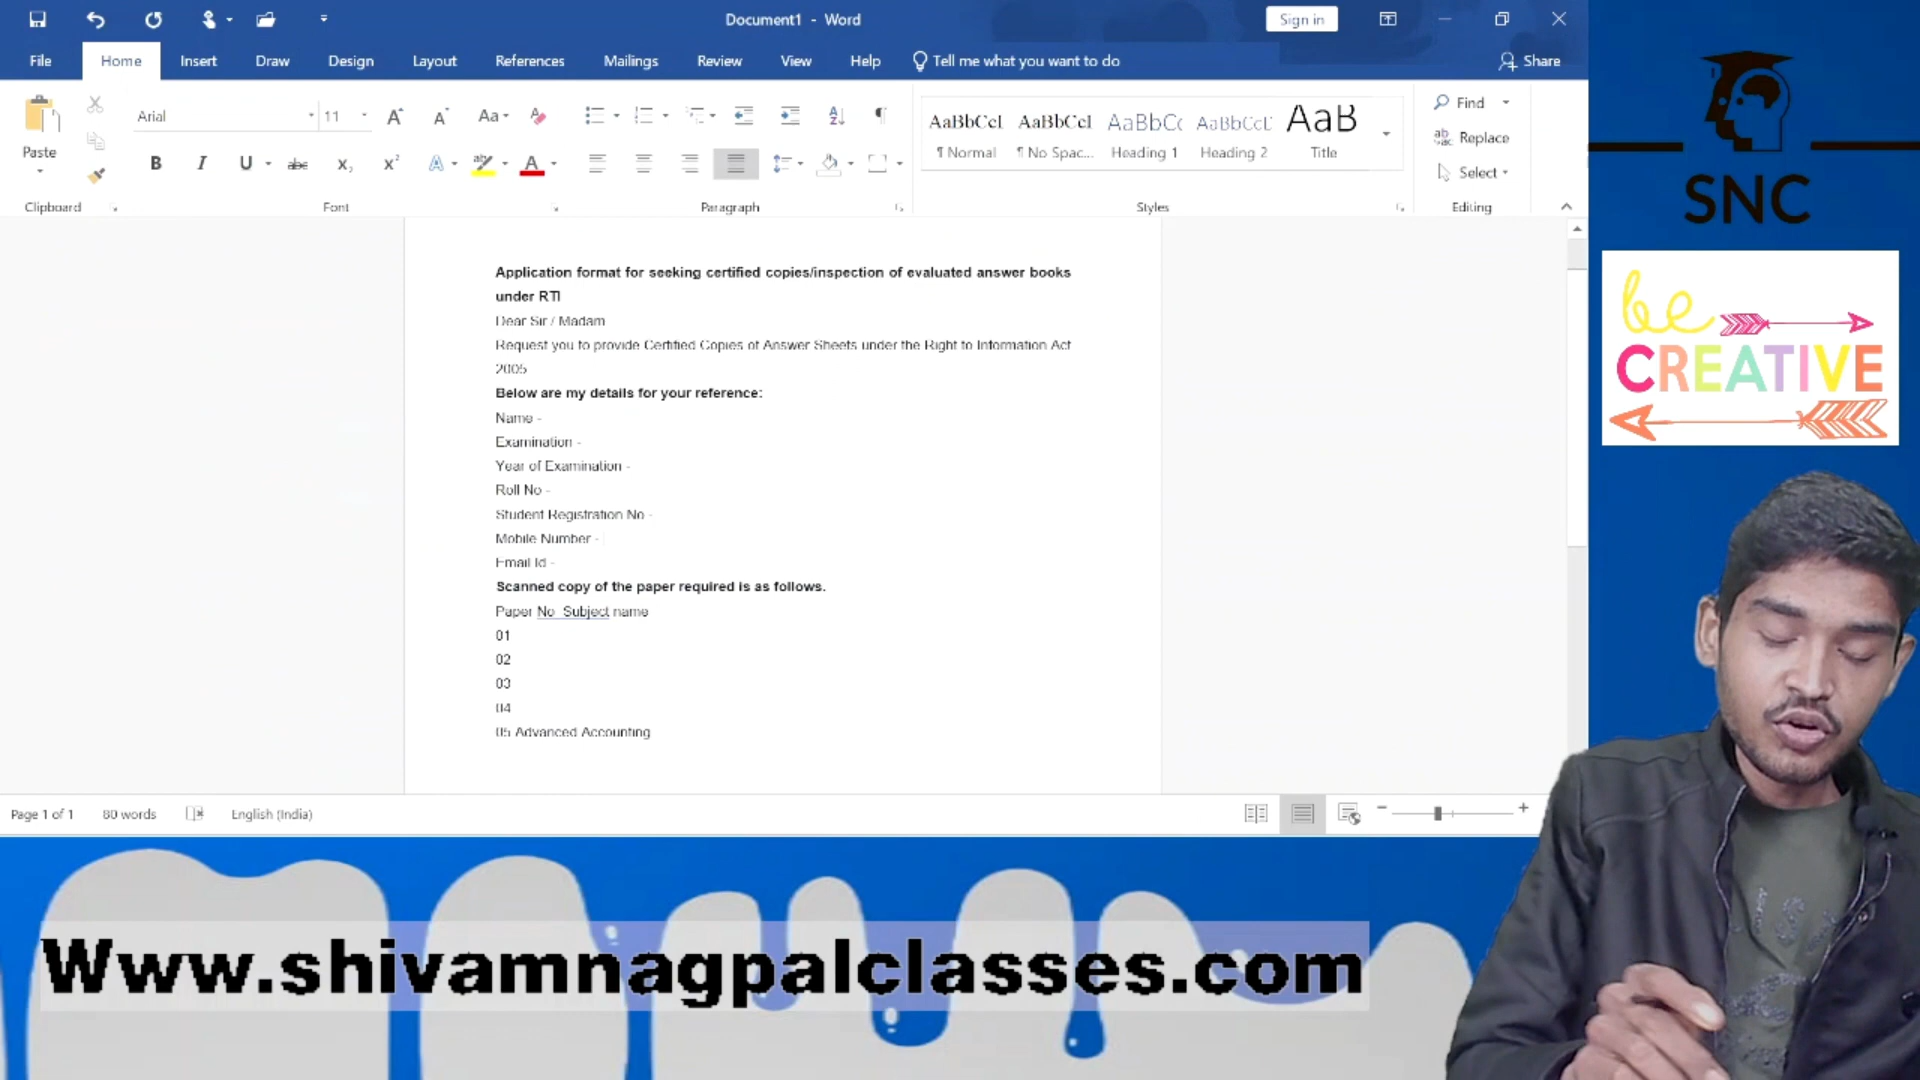 Document1 - Word
Sign in
File Home Insert Draw Design Layout References Mailings Review View Help Tell me what you want to do Share
Paste
Arial 11
Aa
B I U abc X₂ X² A A
AaBbCcI AaBbCcI AaBbCc AaBbCcD AaB
¶ Normal ¶ No Spac... Heading 1 Heading 2 Title
Find
Replace
Select
Clipboard Font Paragraph Styles Editing
Application format for seeking certified copies/inspection of evaluated answer books
under RTI
Dear Sir / Madam
Request you to provide Certified Copies of Answer Sheets under the Right to Information Act
2005
Below are my details for your reference:
Name -
Examination -
Year of Examination -
Roll No -
Student Registration No -
Mobile Number -
Email Id -
Scanned copy of the paper required is as follows.
Paper No Subject name
01
02
03
04
05 Advanced Accounting
Page 1 of 1 80 words English (India)
SNC
be
CREATIVE
Www.shivamnagpalclasses.com